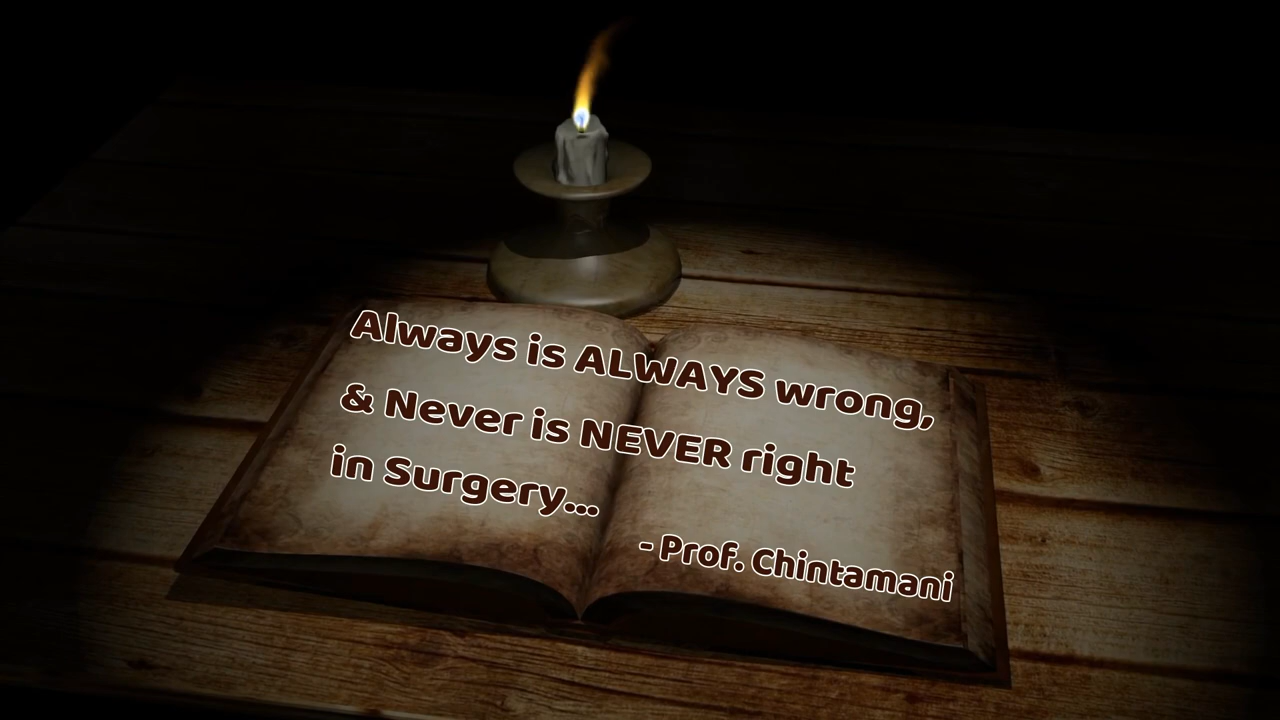 Always is ALWAYS wrong,
& Never is NEVER right
in Surgery...
- Prof. Chintamani